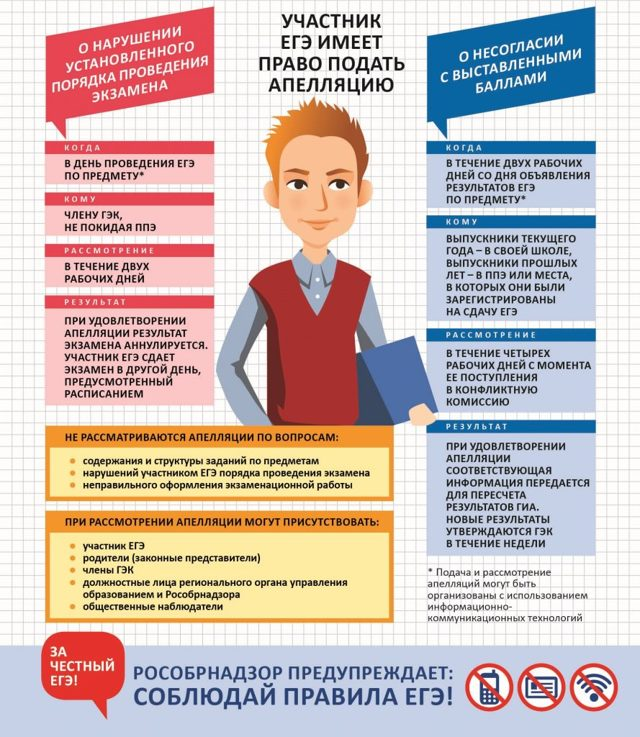 УЧАСТНИК
ЕГЭ ИМЕЕТ
ПРАВО ПОДАТЬ
АПЕЛЛЯЦИЮ
О НАРУШЕНИИ
УСТАНОВЛЕННОГО
ПОРЯДКА ПРОВЕДЕНИЯ
ЭКЗАМЕНА
КОГДА
В ДЕНЬ ПРОВЕДЕНИЯ ЕГЭ
ПО ПРЕДМЕТУ*
КОМУ
ЧЛЕНУ ГЭК,
НЕ ПОКИДАЯ ППЭ
РАССМОТРЕНИЕ
В ТЕЧЕНИЕ ДВУХ
РАБОЧИХ ДНЕЙ
РЕЗУЛЬТАТ
ПРИ УДОВЛЕТВОРЕНИИ
АПЕЛЛЯЦИИ РЕЗУЛЬТАТ
ЭКЗАМЕНА АННУЛИРУЕТСЯ.
УЧАСТНИК ЕГЭ СДАЕТ
ЭКЗАМЕН В ДРУГОЙ ДЕНЬ,
ПРЕДУСМОТРЕННЫЙ
РАСПИСАНИЕМ
О НЕСОГЛАСИИ
С ВЫСТАВЛЕННЫМИ
БАЛЛАМИ
КОГДА
В ТЕЧЕНИЕ ДВУХ РАБОЧИХ
ДНЕЙ СО ДНЯ ОБЪЯВЛЕНИЯ
РЕЗУЛЬТАТОВ ЕГЭ
ПО ПРЕДМЕТУ*
КОМУ
ВЫПУСКНИКИ ТЕКУЩЕГО
ГОДА – В СВОЕЙ ШКОЛЕ,
ВЫПУСКНИКИ ПРОШЛЫХ
ЛЕТ – В ППЭ ИЛИ МЕСТА,
В КОТОРЫХ ОНИ БЫЛИ
ЗАРЕГИСТРИРОВАНЫ
НА СДАЧУ ЕГЭ
РАССМОТРЕНИЕ
В ТЕЧЕНИЕ ЧЕТЫРЕХ
РАБОЧИХ ДНЕЙ С МОМЕНТА
ЕЕ ПОСТУПЛЕНИЯ
В КОНФЛИКТНУЮ
КОМИССИЮ
РЕЗУЛЬТАТ
ПРИ УДОВЛЕТВОРЕНИИ
АПЕЛЛЯЦИИ
СООТВЕТСТВУЮЩАЯ
ИНФОРМАЦИЯ ПЕРЕДАЕТСЯ
ДЛЯ ПЕРЕСЧЕТА
РЕЗУЛЬТАТОВ ГИА.
НОВЫЕ РЕЗУЛЬТАТЫ
УТВЕРЖДАЮТСЯ ГЭК
В ТЕЧЕНИЕ НЕДЕЛИ
* Подача и рассмотрение
апелляций могут быть
организованы с использованием
информационно-
коммуникационных технологий
НЕ РАССМАТРИВАЮТСЯ АПЕЛЛЯЦИИ ПО ВОПРОСАМ:
содержания и структуры заданий по предметам
нарушений участником ЕГЭ порядка проведения экзамена
неправильного оформления экзаменационной работы
ПРИ РАССМОТРЕНИИ АПЕЛЛЯЦИИ МОГУТ ПРИСУТСТВОВАТЬ:
участник ЕГЭ
родители (законные представители)
члены ГЭК
должностные лица регионального органа управления
образованием и Рособрнадзора
общественные наблюдатели
ЗА
ЧЕСТНЫЙ
ЕГЭ!
РОСОБРНАДЗОР ПРЕДУПРЕЖДАЕТ:
СОБЛЮДАЙ ПРАВИЛА ЕГЭ!